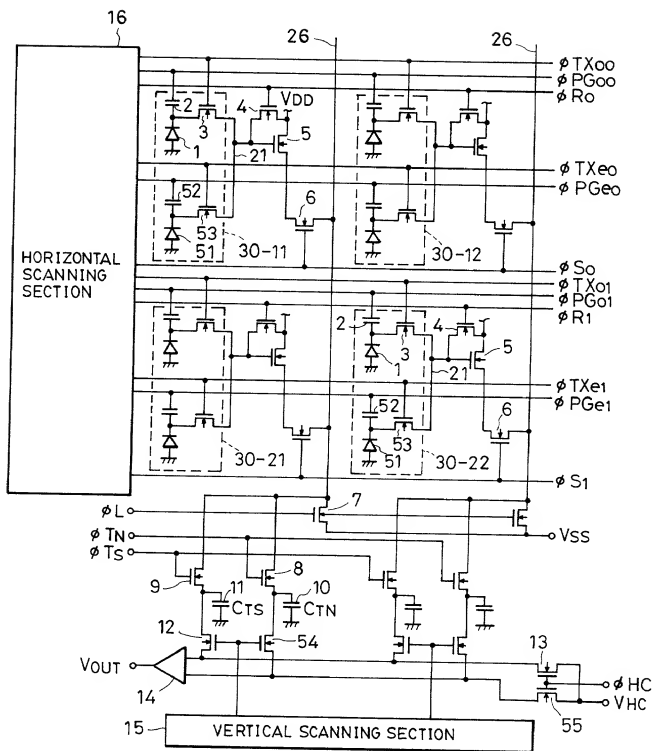 16 26 26
φTXoo
φPGoo
φRo
2 3 4 VDD 5
1 21
φTXeo
φPGeo
52 6
53 51 30-11 30-12
HORIZONTAL
SCANNING
SECTION
φSo
φTXo1
φPGo1
φR1
2 3 4 5
1 21
φTXe1
φPGe1
52 6
53 51
30-21 30-22
φS1
φL 7 VSS
φTN
φTS
9 11 8 10
CTS CTN
12 54 13
VOUT 14
φHC
VHC
55
15 VERTICAL SCANNING SECTION